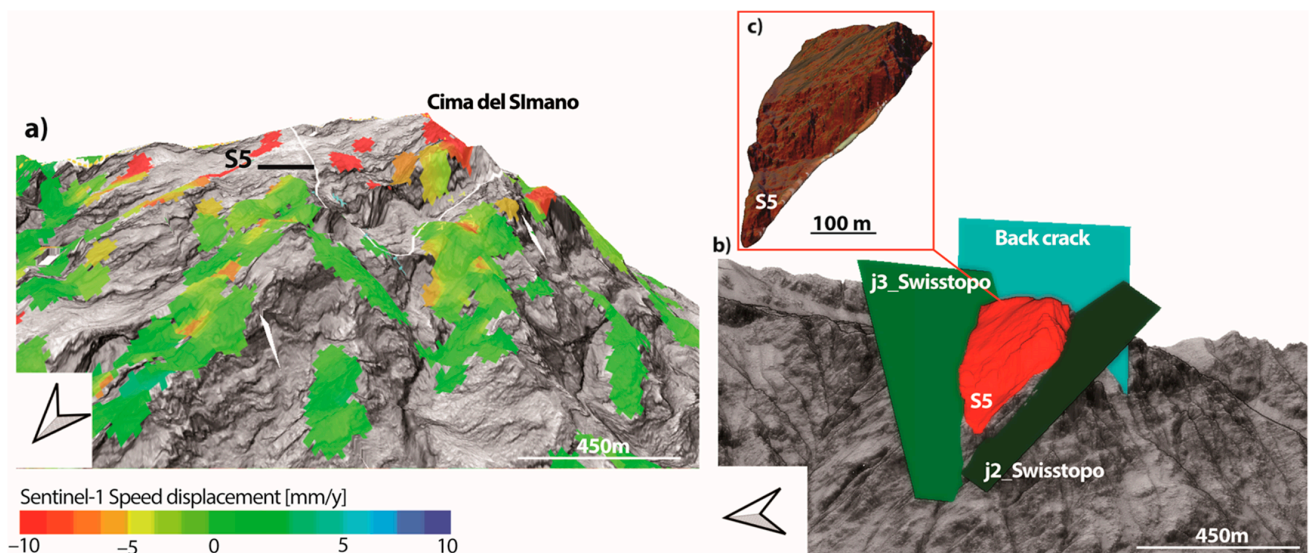 a)
Cima del SImano
S5
450m
Sentinel-1 Speed displacement [mm/y]
−10 −5 0 5 10
c)
S5
100 m
b)
Back crack
j3_Swisstopo
S5
j2_Swisstopo
450m